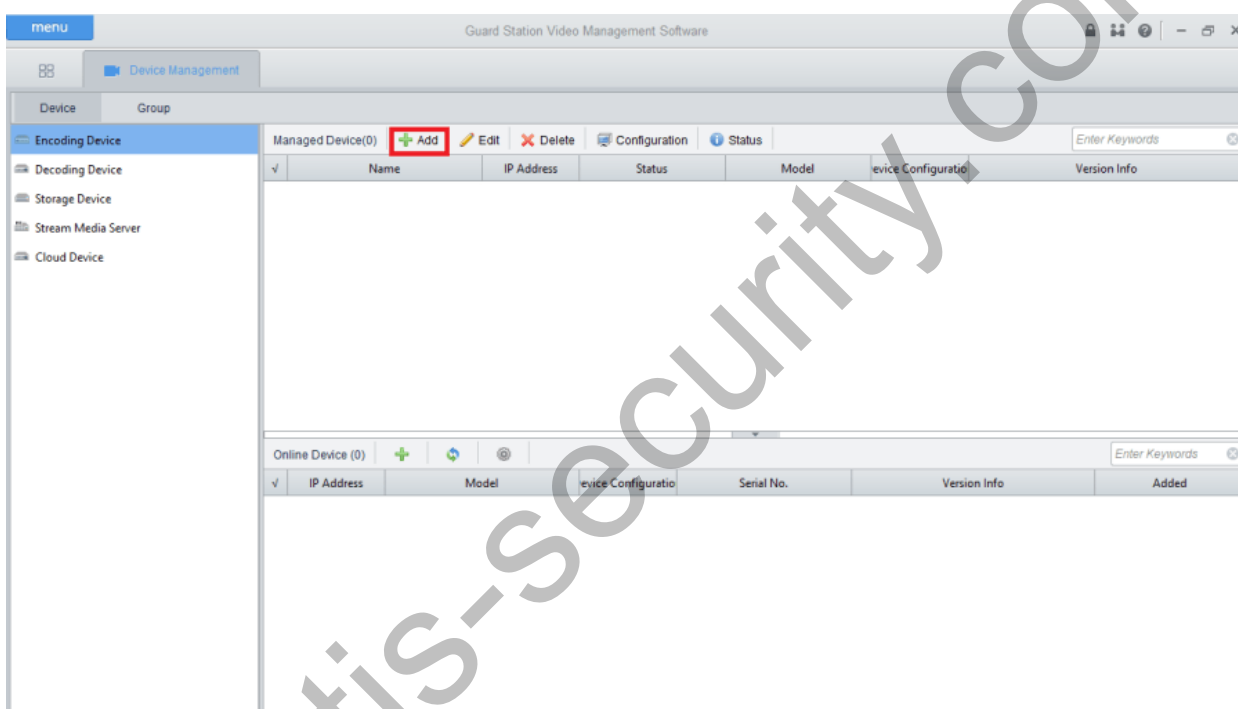 menu
Guard Station Video Management Software
Device Management
Device Group
Encoding Device
Decoding Device
Storage Device
Stream Media Server
Cloud Device
Managed Device(0) Add Edit Delete Configuration Status Enter Keywords
√ Name IP Address Status Model evice Configuratio Version Info
Online Device (0) Enter Keywords
√ IP Address Model evice Configuratio Serial No. Version Info Added
tis-security.co